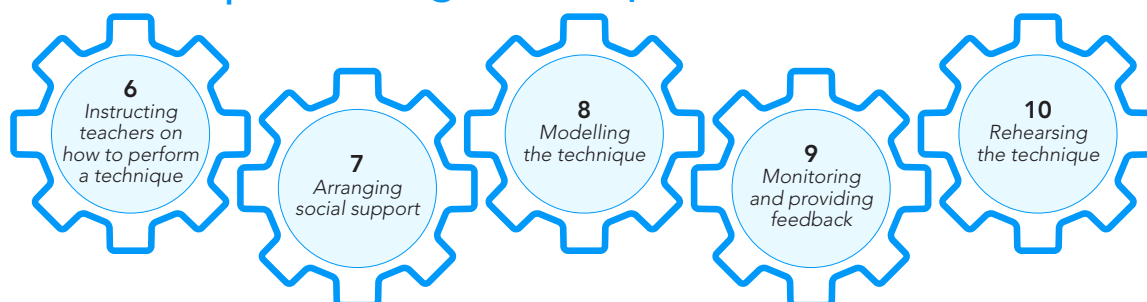 6
Instructing
teachers on
how to perform
a technique
7
Arranging
social support
8
Modelling
the technique
9
Monitoring
and providing
feedback
10
Rehearsing
the technique